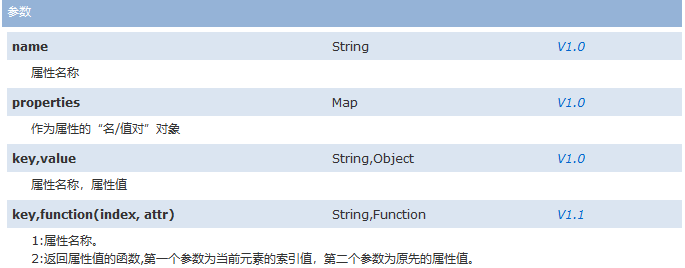 参数
name String V1.0
属性名称
properties Map V1.0
作为属性的“名/值对”对象
key,value String,Object V1.0
属性名称，属性值
key,function(index, attr) String,Function V1.1
1:属性名称。
2:返回属性值的函数,第一个参数为当前元素的索引值，第二个参数为原先的属性值。